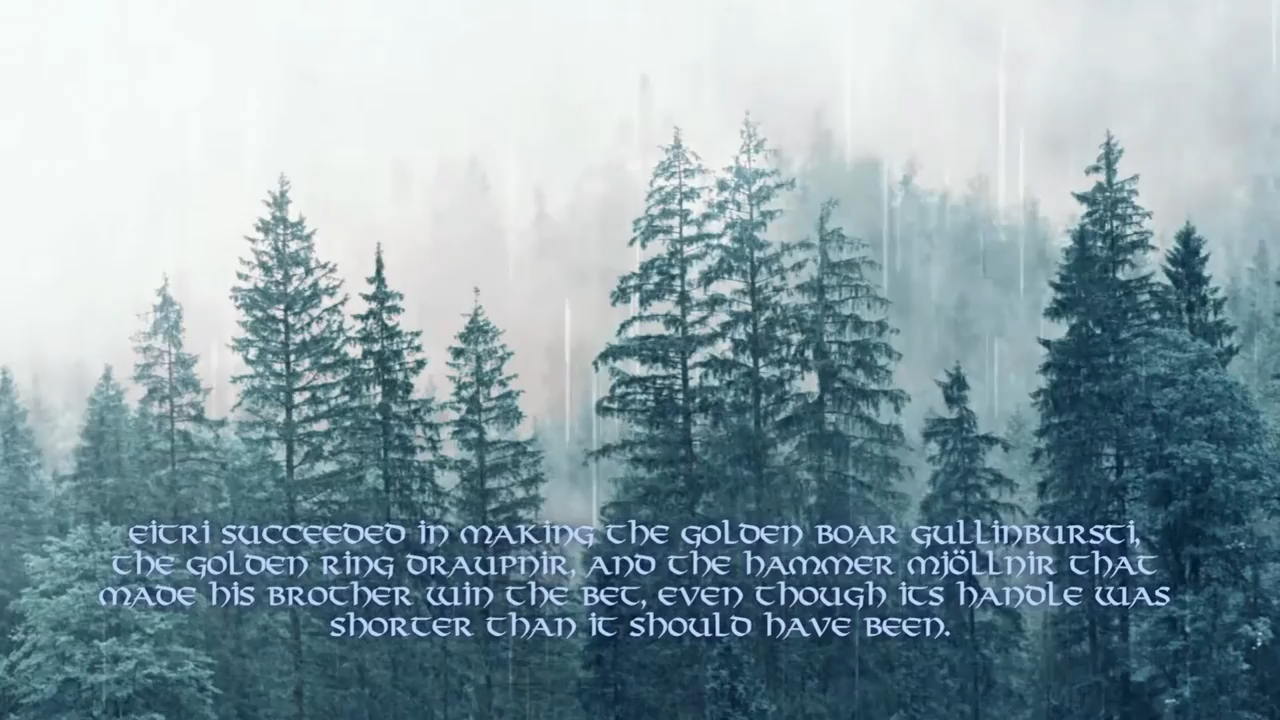 Eitri succeeded in making the golden boar Gullinbursti,
the golden ring Draupnir, and the hammer Mjöllnir that
made his brother win the bet, even though its handle was
shorter than it should have been.